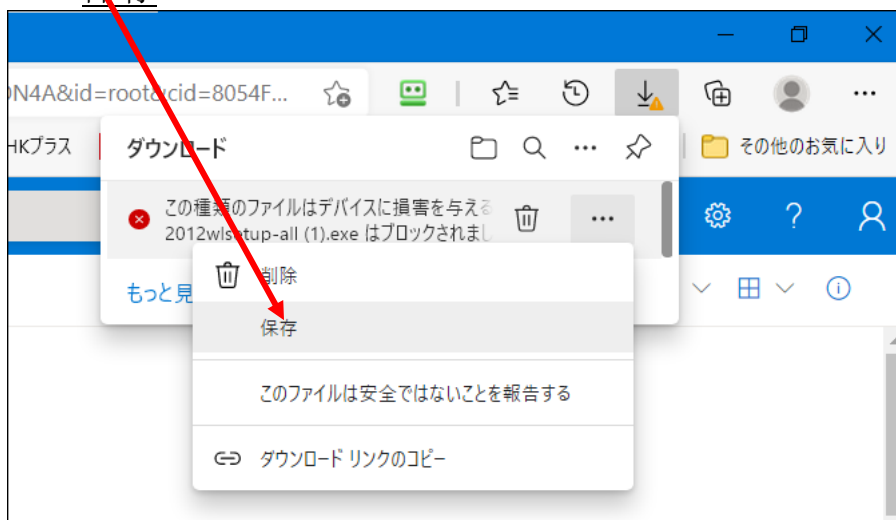 保存
N4A&id=root&cid=8054F...
HKプラス
ダウンロード
その他のお気に入り
この種類のファイルはデバイスに損害を与える
2012wlsetup-all (1).exe はブロックされまし
もっと見
削除
保存
このファイルは安全ではないことを報告する
ダウンロード リンクのコピー